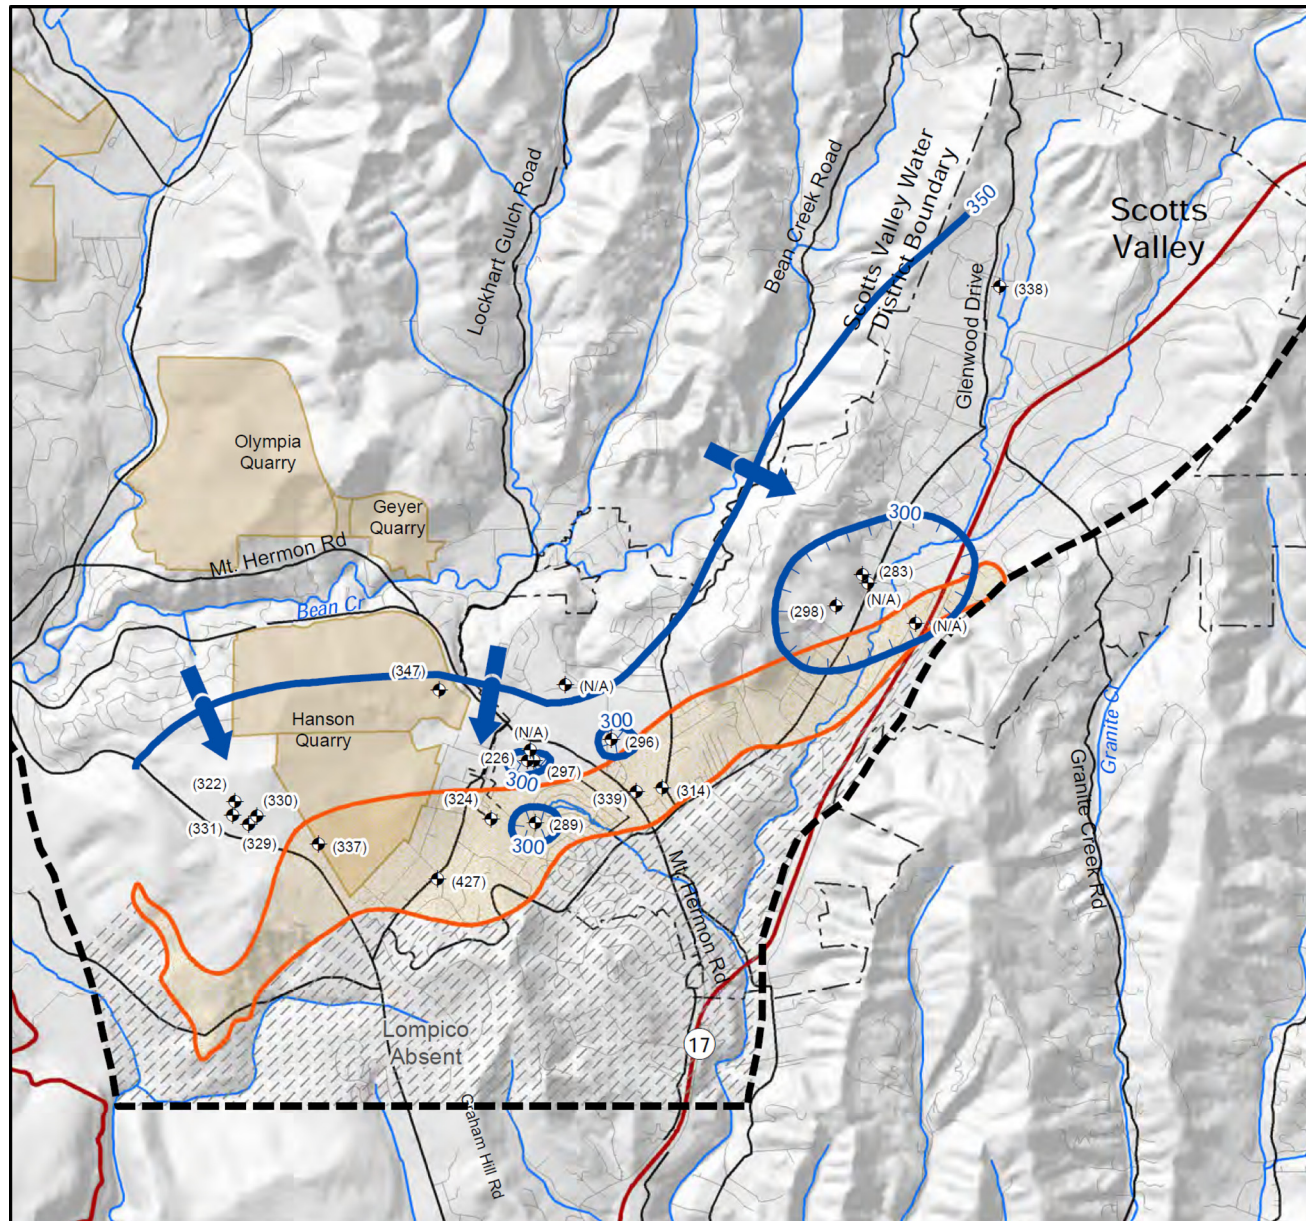 Scotts
Valley
Lockhart Gulch Road
Bean Creek Road
Scotts Valley Water
District Boundary
350
Glenwood Drive
(338)
Olympia
Quarry
Geyer
Quarry
Mt. Hermon Rd
Bean Cr
300
(283)
(N/A)
(298)
(N/A)
(347)
(N/A)
Hanson
Quarry
300
(296)
(N/A)
(226)
(297)
300
(322)
(330)
(331)
(329)
(337)
(324)
(289)
300
(339)
(314)
(427)
Granite Cr
Granite Creek Rd
Mt. Hermon Rd
Lompico
Absent
17
Graham Hill Rd